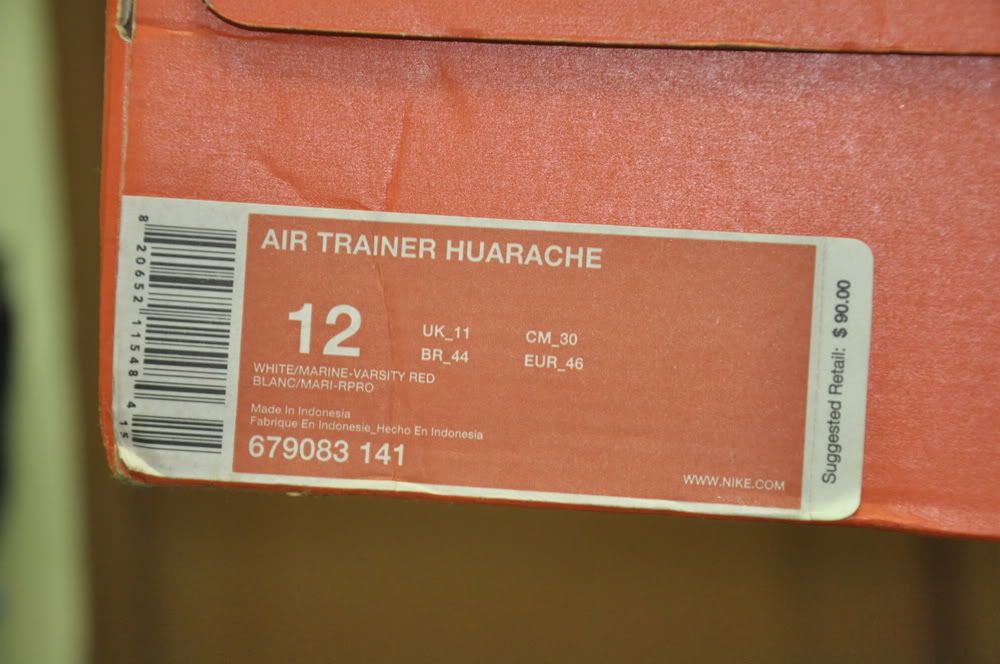 AIR TRAINER HUARACHE
12
UK_11
CM_30
BR_44
EUR_46
WHITE/MARINE-VARSITY RED
BLANC/MARI-RPRO
Made In Indonesia
Fabrique En Indonesie_Hecho En Indonesia
679083 141
WWW.NIKE.COM
8 20652 11548 4 15
Suggested Retail: $ 90.00